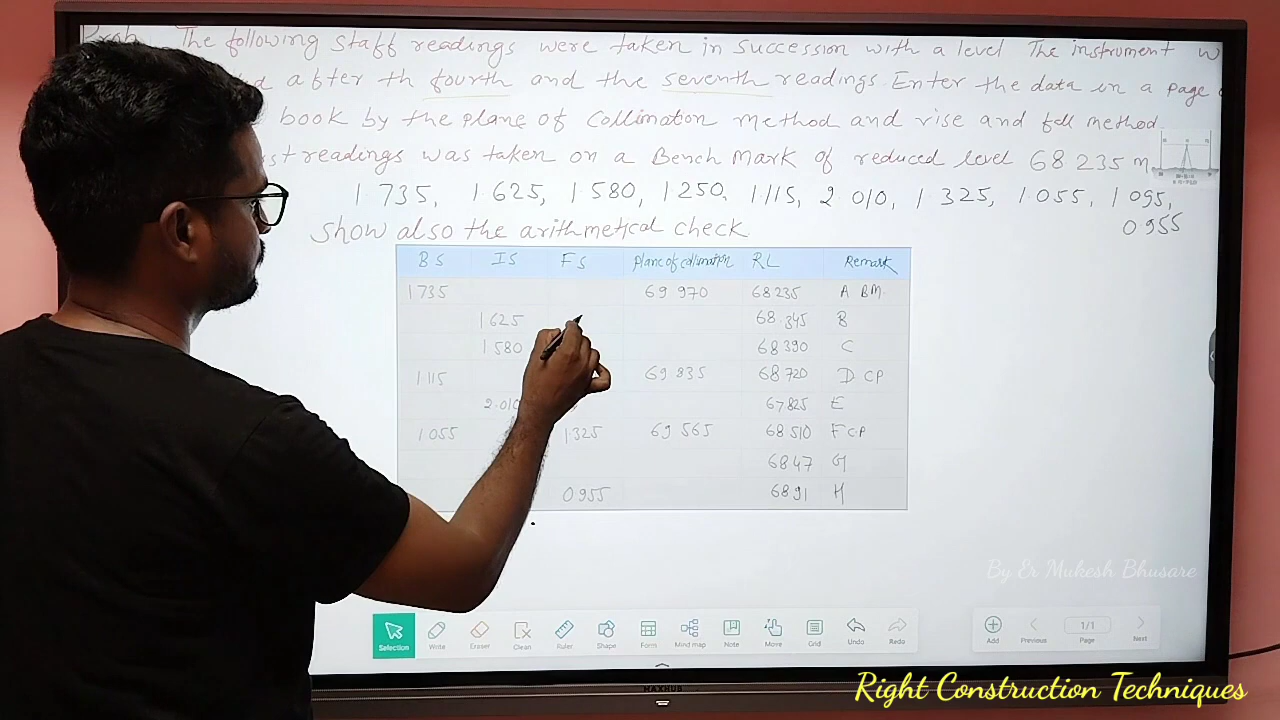 Prob The following staff readings were taken in succession with a level The instrument w
after th fourth and the seventh readings. Enter the data in a page
book by the plane of collimation method and rise and fall method
st readings was taken on a Bench Mark of reduced level 68.235 m
1.735, 1.625, 1.580, 1.250, 1.115, 2.010, 1.325, 1.055, 1.095,
0.955
show also the arithmetical check
BS IS FS plane of collimation RL Remark
1.735 69.970 68.235 A BM
1.625 68.345 B
1.580 68.390 C
1.115 69.835 68.720 D CP
2.010 67.825 E
1.055 1.325 69.565 68.510 F CP
68.47 G
0.955 68.91 H
By Er Mukesh Bhusare
Selection Write Eraser Clean Ruler Shape Form Mind map Note Move Grid Undo Redo Add Previous 1/1 Page Next
MAXHUB
Right Construction Techniques